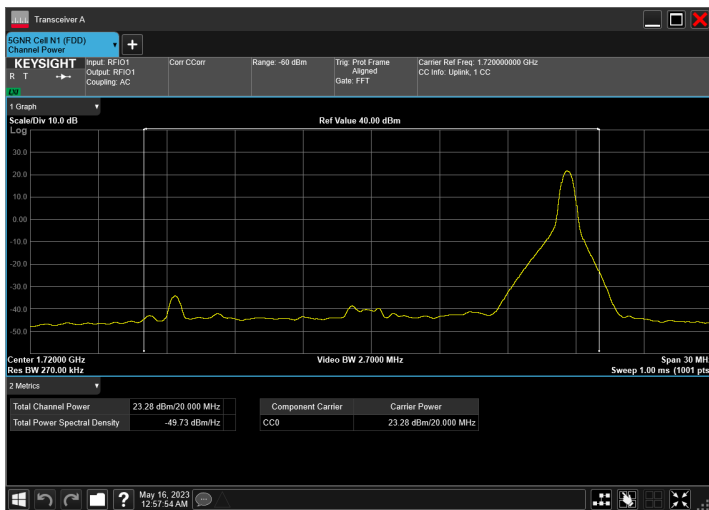 Transceiver A
5GNR Cell N1 (FDD)
Channel Power
KEYSIGHT
R T
LXI
Input: RFIO1
Output: RFIO1
Coupling: AC
Corr CCorr
Range: -60 dBm
Trig: Prot Frame
Aligned
Gate: FFT
Carrier Ref Freq: 1.720000000 GHz
CC Info: Uplink, 1 CC
1 Graph
Scale/Div 10.0 dB
Ref Value 40.00 dBm
Log
30.0
20.0
10.0
0.00
-10.0
-20.0
-30.0
-40.0
-50.0
Center 1.72000 GHz
Video BW 2.7000 MHz
Span 30 MH
Res BW 270.00 kHz
Sweep 1.00 ms (1001 pts
2 Metrics
Total Channel Power 23.28 dBm/20.000 MHz
Total Power Spectral Density -49.73 dBm/Hz
Component Carrier Carrier Power
CC0 23.28 dBm/20.000 MHz
?
May 16, 2023
12:57:54 AM